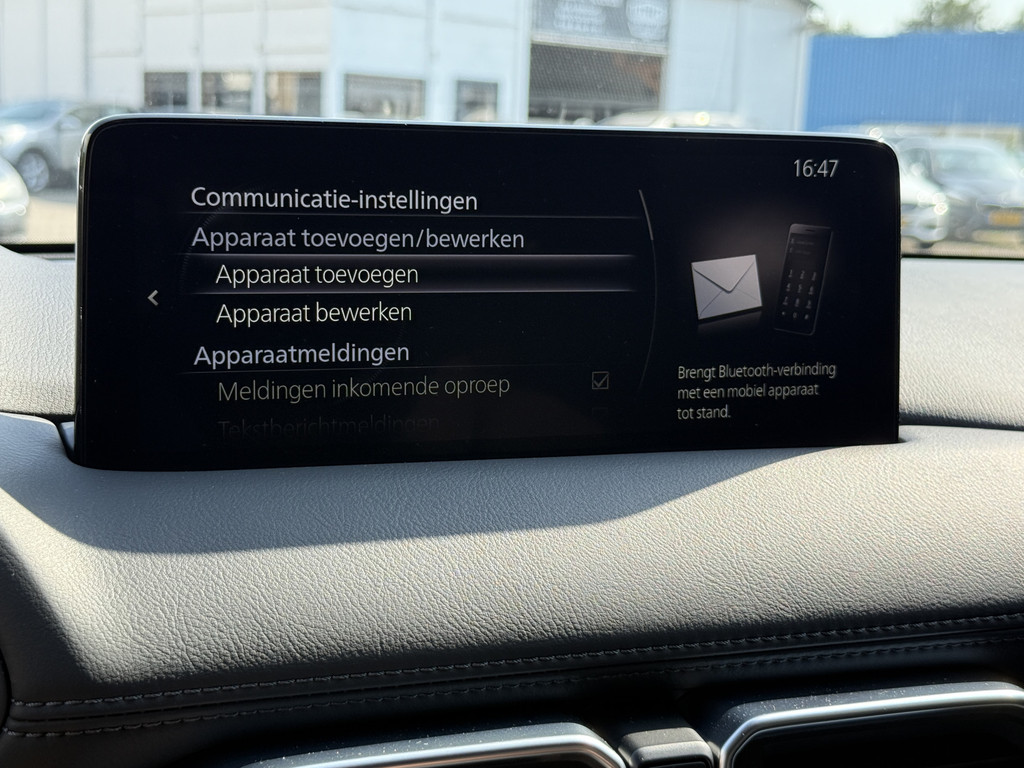 16:47
Communicatie-instellingen
Apparaat toevoegen/bewerken
Apparaat toevoegen
Apparaat bewerken
Apparaatmeldingen
Meldingen inkomende oproep
Tekstberichtmeldingen
Brengt Bluetooth-verbinding
met een mobiel apparaat
tot stand.